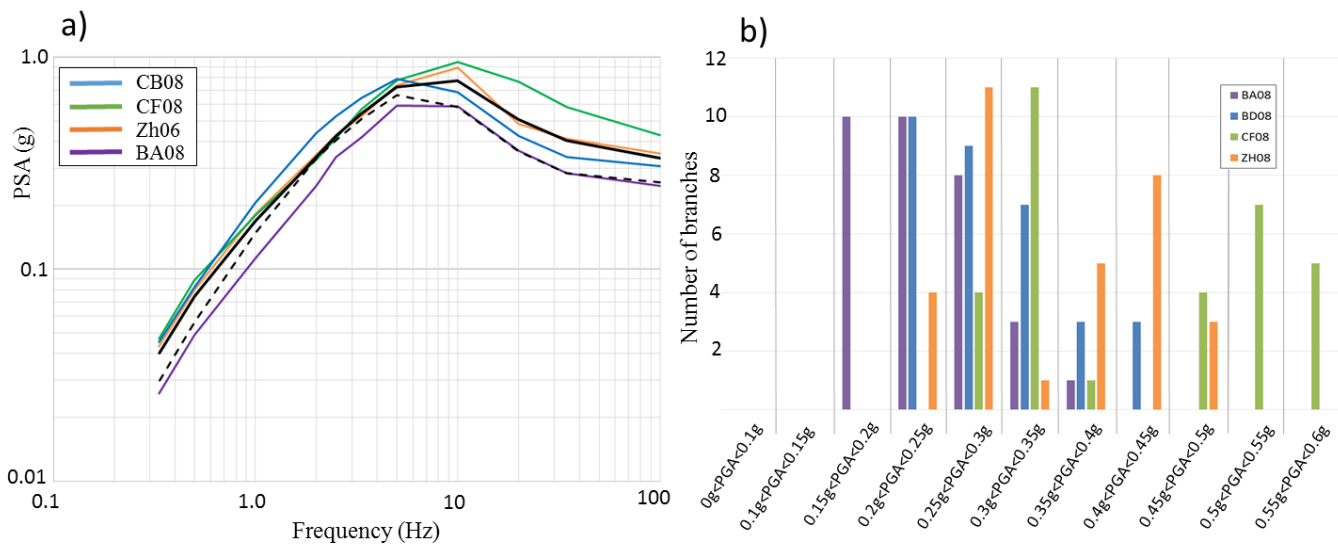 a)
1.0
0.1
0.01
PSA (g)
CB08
CF08
Zh06
BA08
0.1
1.0
10
100
Frequency (Hz)
b)
12
10
8
6
4
2
Number of branches
BA08
BD08
CF08
ZH08
0g<PGA<0.1g
0.1g<PGA<0.15g
0.15g<PGA<0.2g
0.2g<PGA<0.25g
0.25g<PGA<0.3g
0.3g<PGA<0.35g
0.35g<PGA<0.4g
0.4g<PGA<0.45g
0.45g<PGA<0.5g
0.5g<PGA<0.55g
0.55g<PGA<0.6g